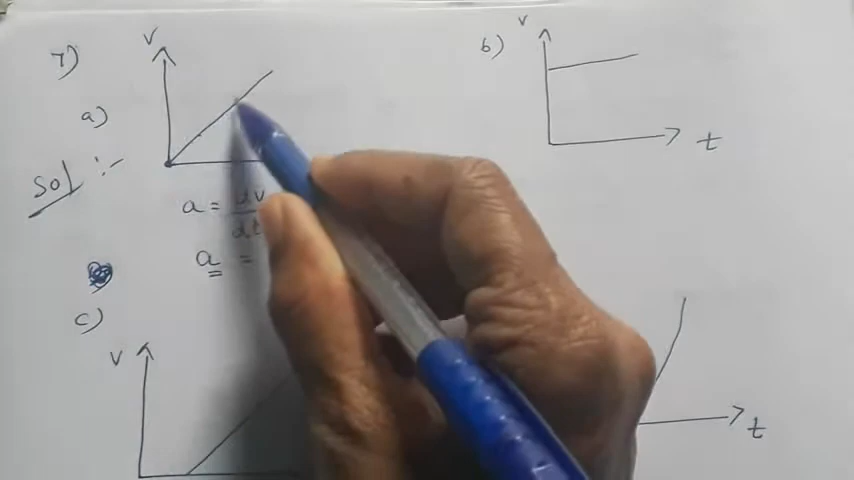 7)
v
b)
v
a)
t
Sol :-
a = dv
dt
a =
c)
v
t